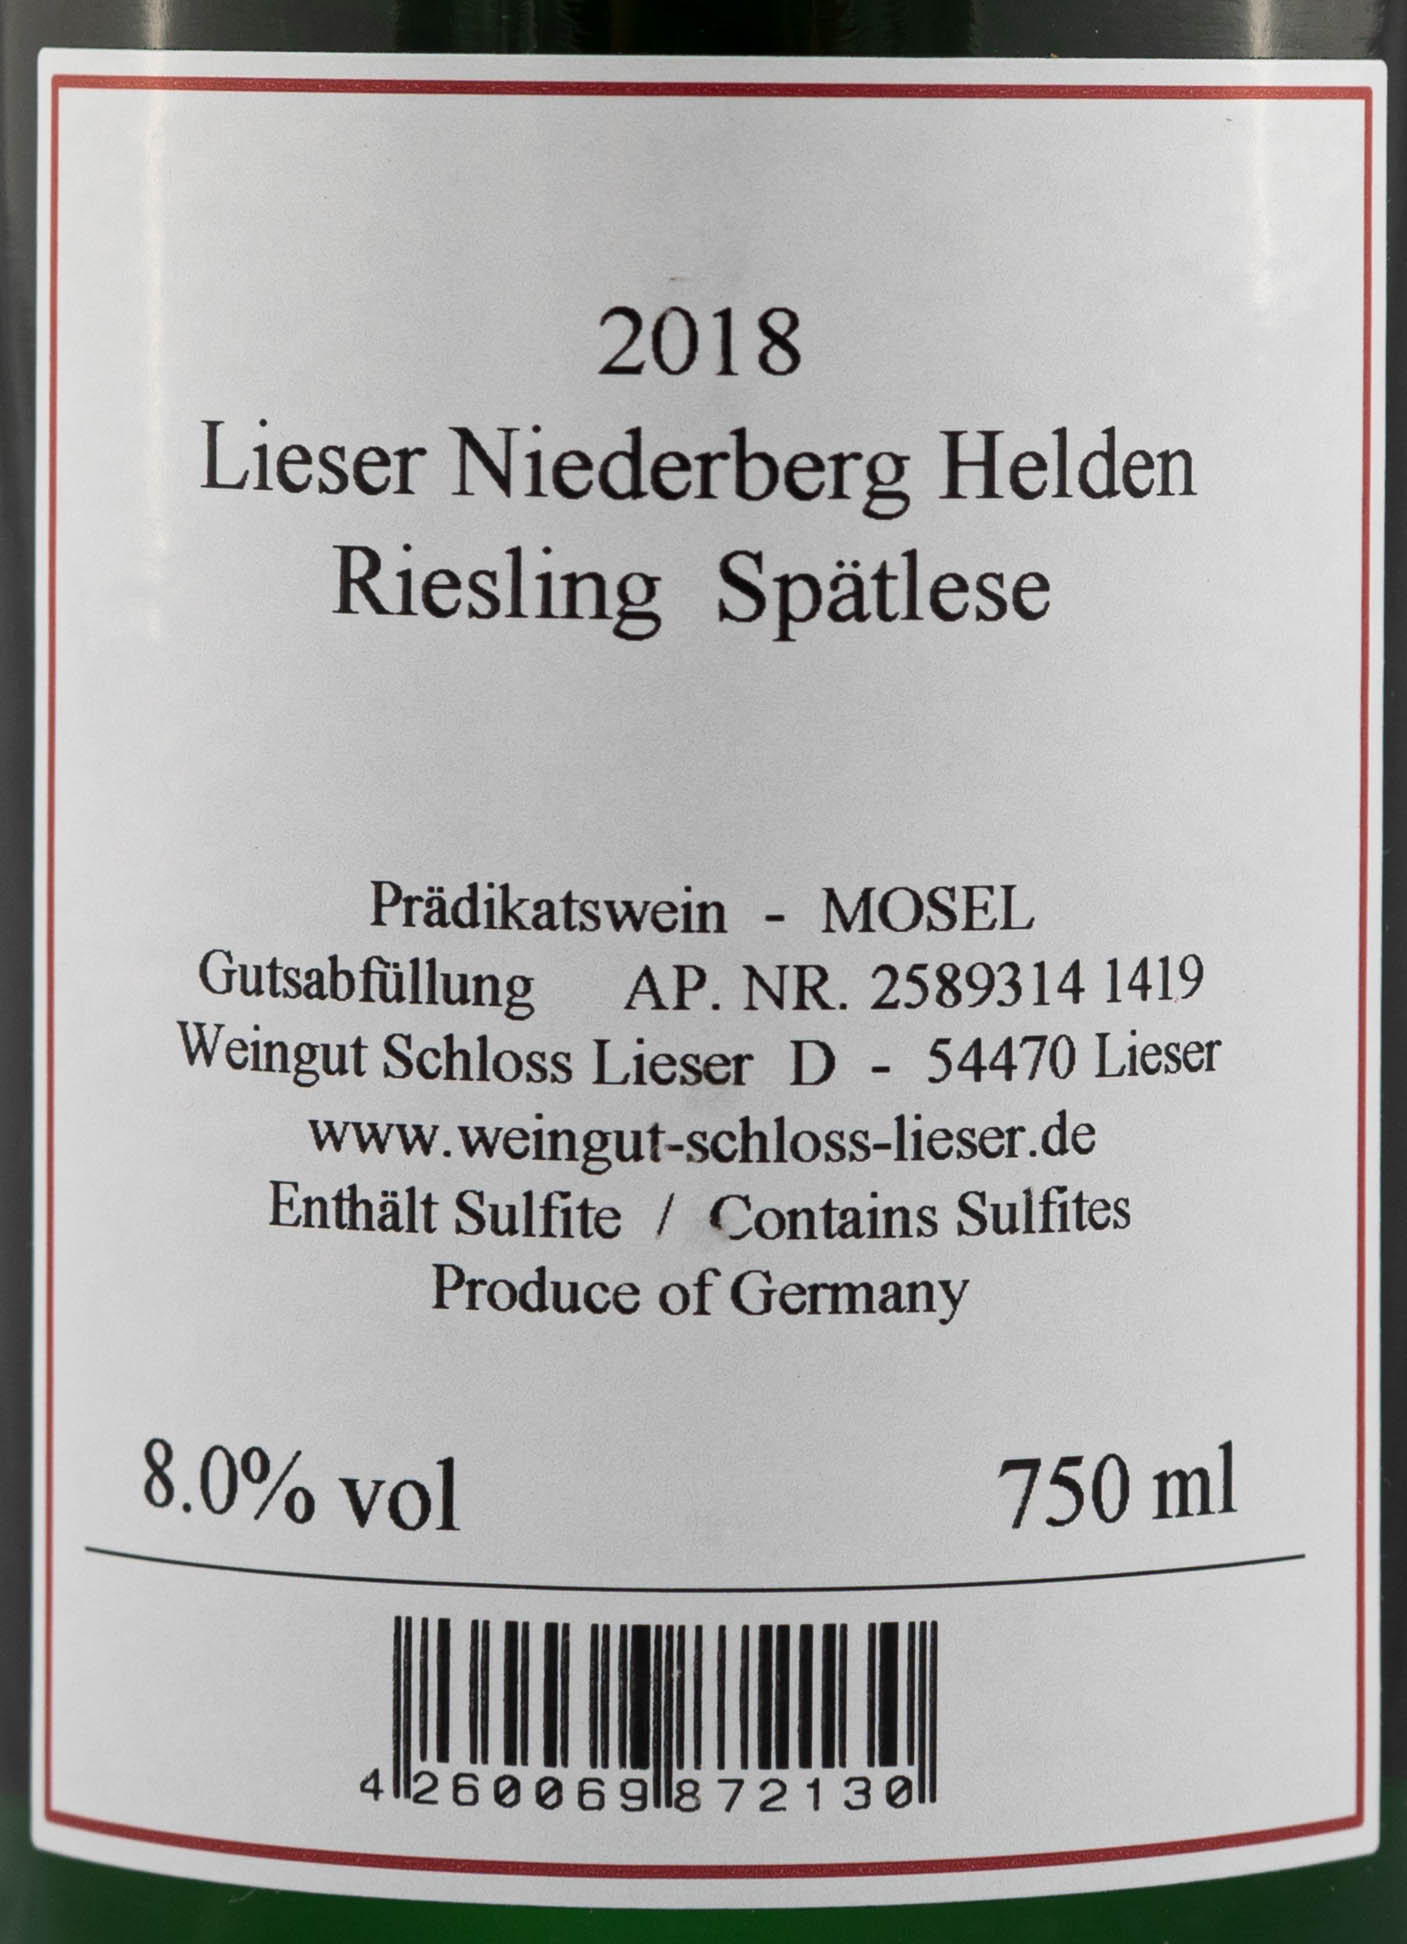 2018
Lieser Niederberg Helden
Riesling Spätlese
Prädikatswein - MOSEL
Gutsabfüllung AP. NR. 2589314 1419
Weingut Schloss Lieser D - 54470 Lieser
www.weingut-schloss-lieser.de
Enthält Sulfite / Contains Sulfites
Produce of Germany
8.0% vol 750 ml
4 260069 872130